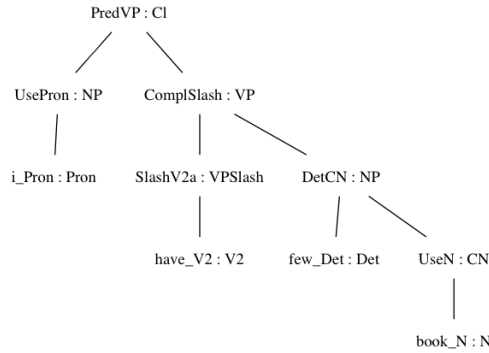 PredVP : Cl
UsePron : NP ComplSlash : VP
i_Pron : Pron SlashV2a : VPSlash DetCN : NP
have_V2 : V2 few_Det : Det UseN : CN
book_N : N